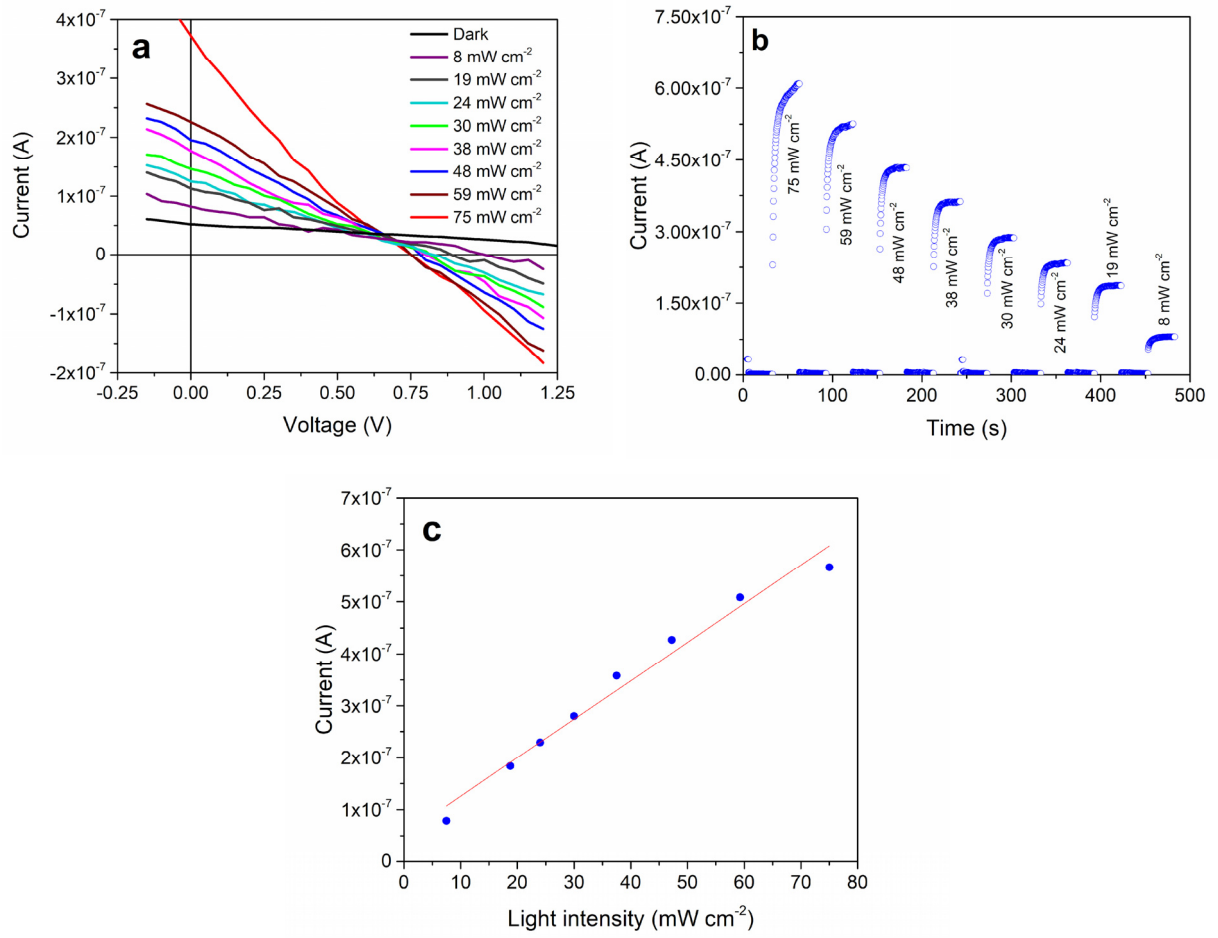 a
4x10⁻⁷
3x10⁻⁷
2x10⁻⁷
1x10⁻⁷
0
-1x10⁻⁷
-2x10⁻⁷
Current (A)
-0.25 0.00 0.25 0.50 0.75 1.00 1.25
Voltage (V)
Dark
8 mW cm⁻²
19 mW cm⁻²
24 mW cm⁻²
30 mW cm⁻²
38 mW cm⁻²
48 mW cm⁻²
59 mW cm⁻²
75 mW cm⁻²
b
7.50x10⁻⁷
6.00x10⁻⁷
4.50x10⁻⁷
3.00x10⁻⁷
1.50x10⁻⁷
0.00
Current (A)
75 mW cm⁻²
59 mW cm⁻²
48 mW cm⁻²
38 mW cm⁻²
30 mW cm⁻²
24 mW cm⁻²
19 mW cm⁻²
8 mW cm⁻²
0 100 200 300 400 500
Time (s)
c
7x10⁻⁷
6x10⁻⁷
5x10⁻⁷
4x10⁻⁷
3x10⁻⁷
2x10⁻⁷
1x10⁻⁷
0
Current (A)
0 10 20 30 40 50 60 70 80
Light intensity (mW cm⁻²)